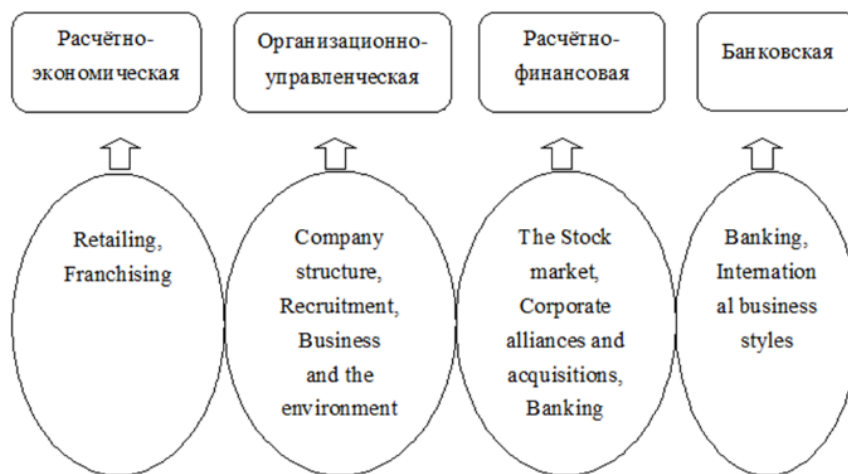 Расчётно-
экономическая
Организационно-
управленческая
Расчётно-
финансовая
Банковская
Retailing,
Franchising
Company
structure,
Recruitment,
Business
and the
environment
The Stock
market,
Corporate
alliances and
acquisitions,
Banking
Banking,
Internation
al business
styles